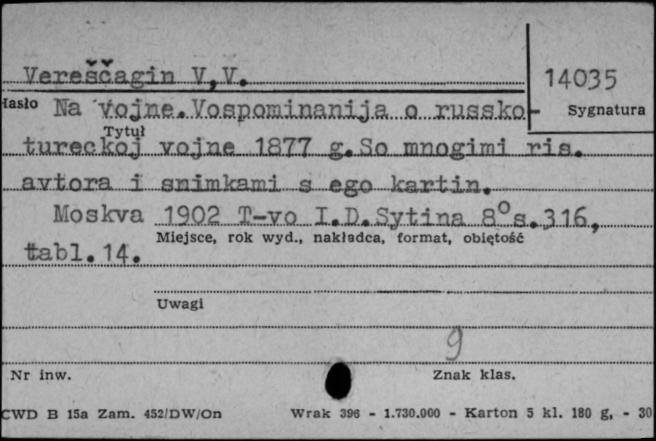 Vereščagin V,V.
14035
Hasło
Na vojne.Vospominanija o russko-
Sygnatura
Tytuł
tureckoj vojne 1877 g.So mnogimi ris.
avtora i snimkami s ego kartin.
Moskva 1902 T-vo I.D.Sytina 8°s.316,
Miejsce, rok wyd., nakładca, format, objętość
tabl.14.
Uwagi
9
Nr inw.
Znak klas.
CWD B 15a Zam. 452/DW/On Wrak 396 - 1.730.000 - Karton 5 kl. 180 g, - 30